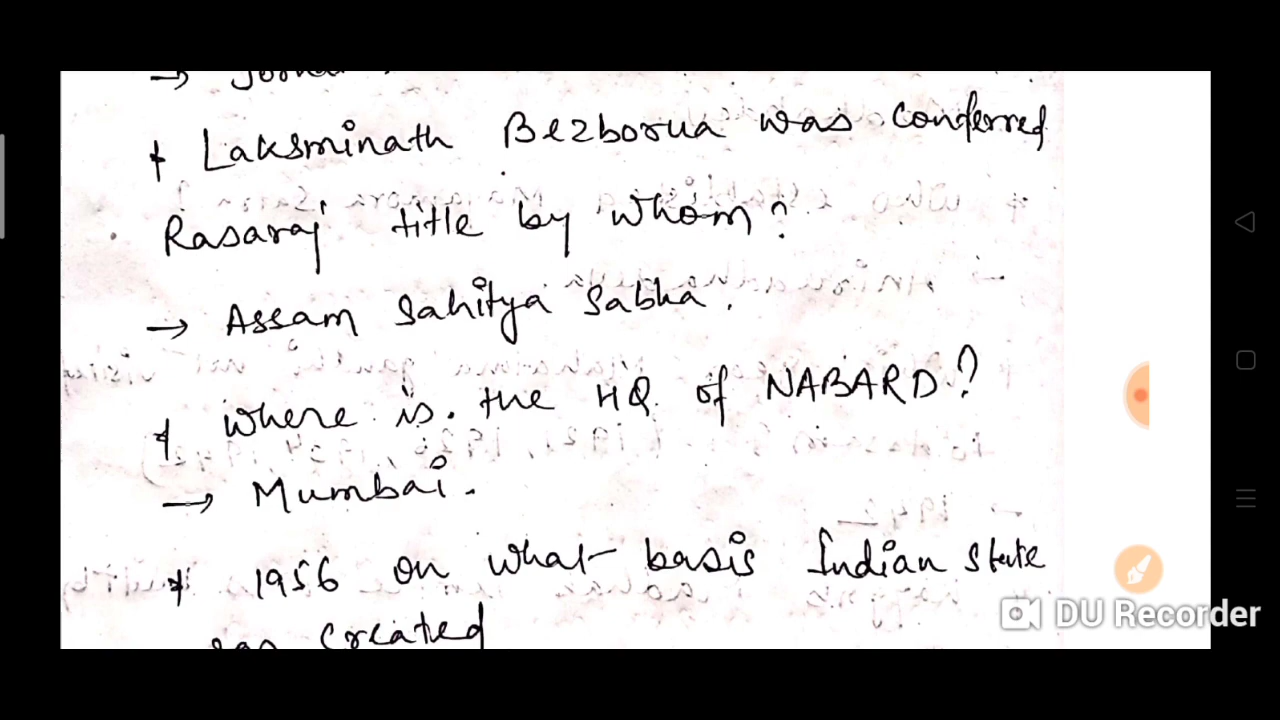 * Laksminath Bezborua was conferred
Rasaraj title by whom?
→ Assam Sahitya Sabha.
* Where is the HQ of NABARD?
→ Mumbai.
* 1956 on what basis Indian state
created
DU Recorder